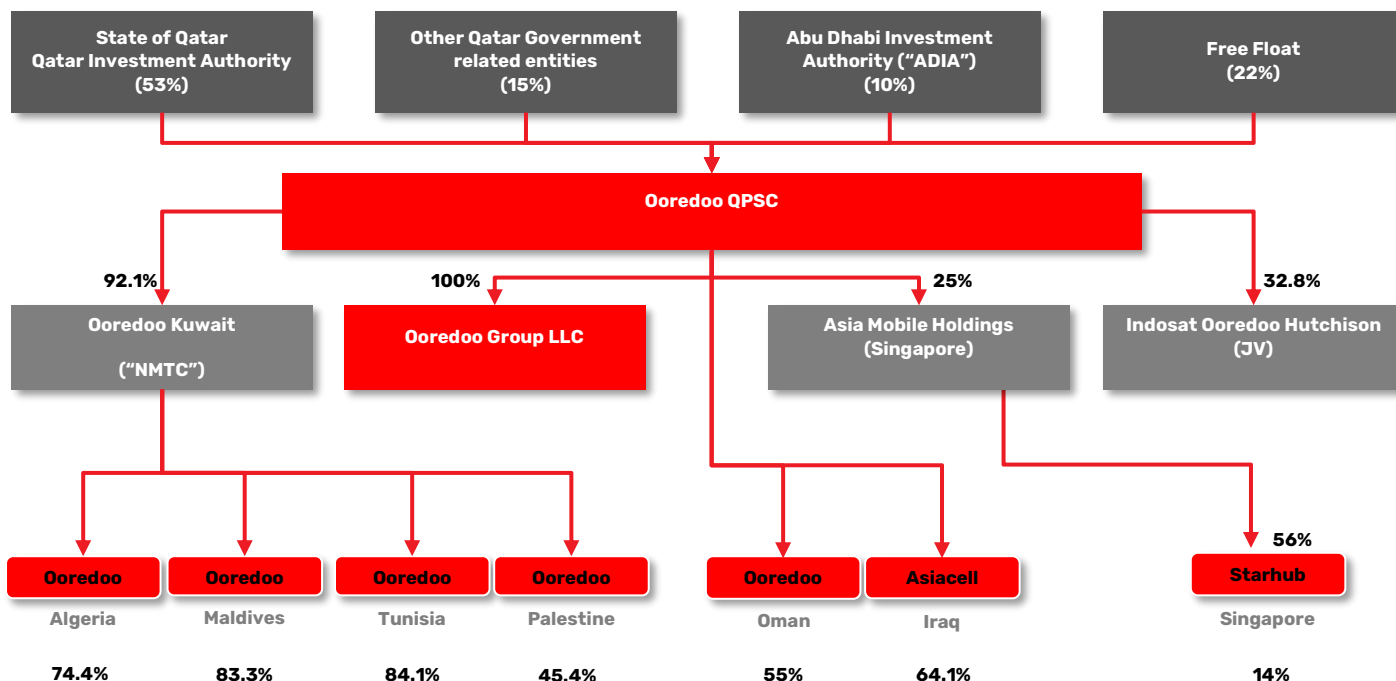 State of Qatar
Qatar Investment Authority
(53%)
Other Qatar Government
related entities
(15%)
Abu Dhabi Investment
Authority (“ADIA”)
(10%)
Free Float
(22%)
Ooredoo QPSC
92.1%
100%
25%
32.8%
Ooredoo Kuwait
(“NMTC”)
Ooredoo Group LLC
Asia Mobile Holdings
(Singapore)
Indosat Ooredoo Hutchison
(JV)
56%
Ooredoo
Ooredoo
Ooredoo
Ooredoo
Ooredoo
Asiacell
Starhub
Algeria
Maldives
Tunisia
Palestine
Oman
Iraq
Singapore
74.4%
83.3%
84.1%
45.4%
55%
64.1%
14%